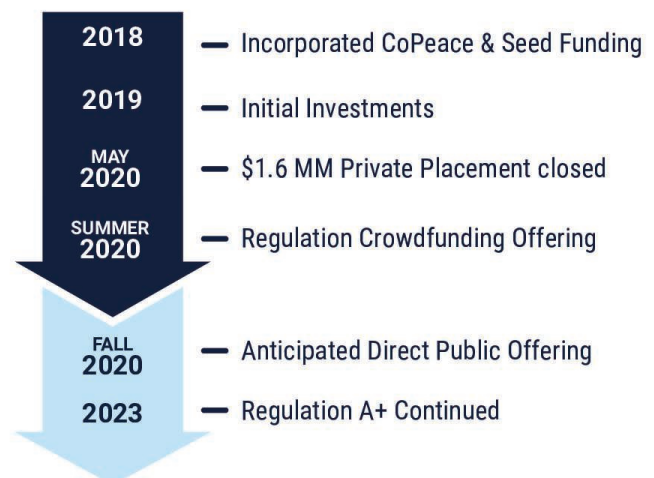 2018 — Incorporated CoPeace & Seed Funding
2019 — Initial Investments
MAY
2020 — $1.6 MM Private Placement closed
SUMMER
2020 — Regulation Crowdfunding Offering
FALL
2020 — Anticipated Direct Public Offering
2023 — Regulation A+ Continued